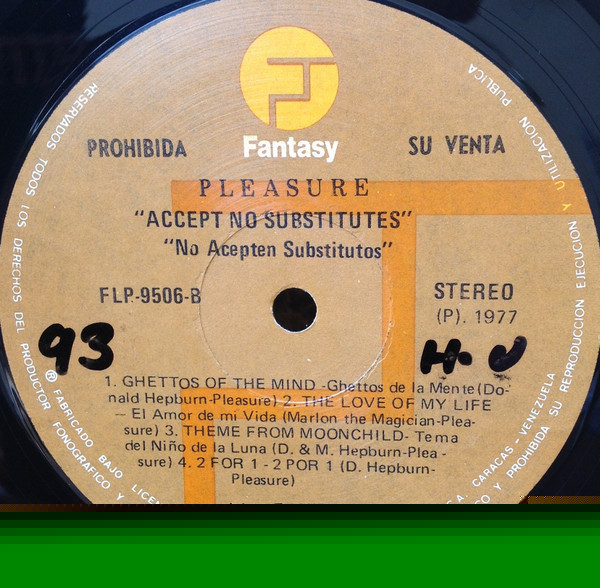 Fantasy
PROHIBIDA SU VENTA
PLEASURE
"ACCEPT NO SUBSTITUTES"
"No Acepten Substitutos"
FLP-9506-B
STEREO
(P). 1977
93
H. U
1. GHETTOS OF THE MIND -Ghettos de la Mente(Do-
nald Hepburn-Pleasure) 2. THE LOVE OF MY LIFE
— El Amor de mi Vida (Marlon the Magician-Plea-
sure) 3. THEME FROM MOONCHILD- Tema
del Niño de la Luna (D. & M. Hepburn-Plea-
sure) 4. 2 FOR 1 - 2 POR 1 (D. Hepburn-
Pleasure)
RESERVADOS TODOS LOS DERECHOS DEL PRODUCTOR FONOGRAFICO Y
Y PROHIBIDA SU REPRODUCCION EJECUCION Y UTILIZACION PUBLICA
® FABRICADO BAJO
CARACAS - VENEZUELA